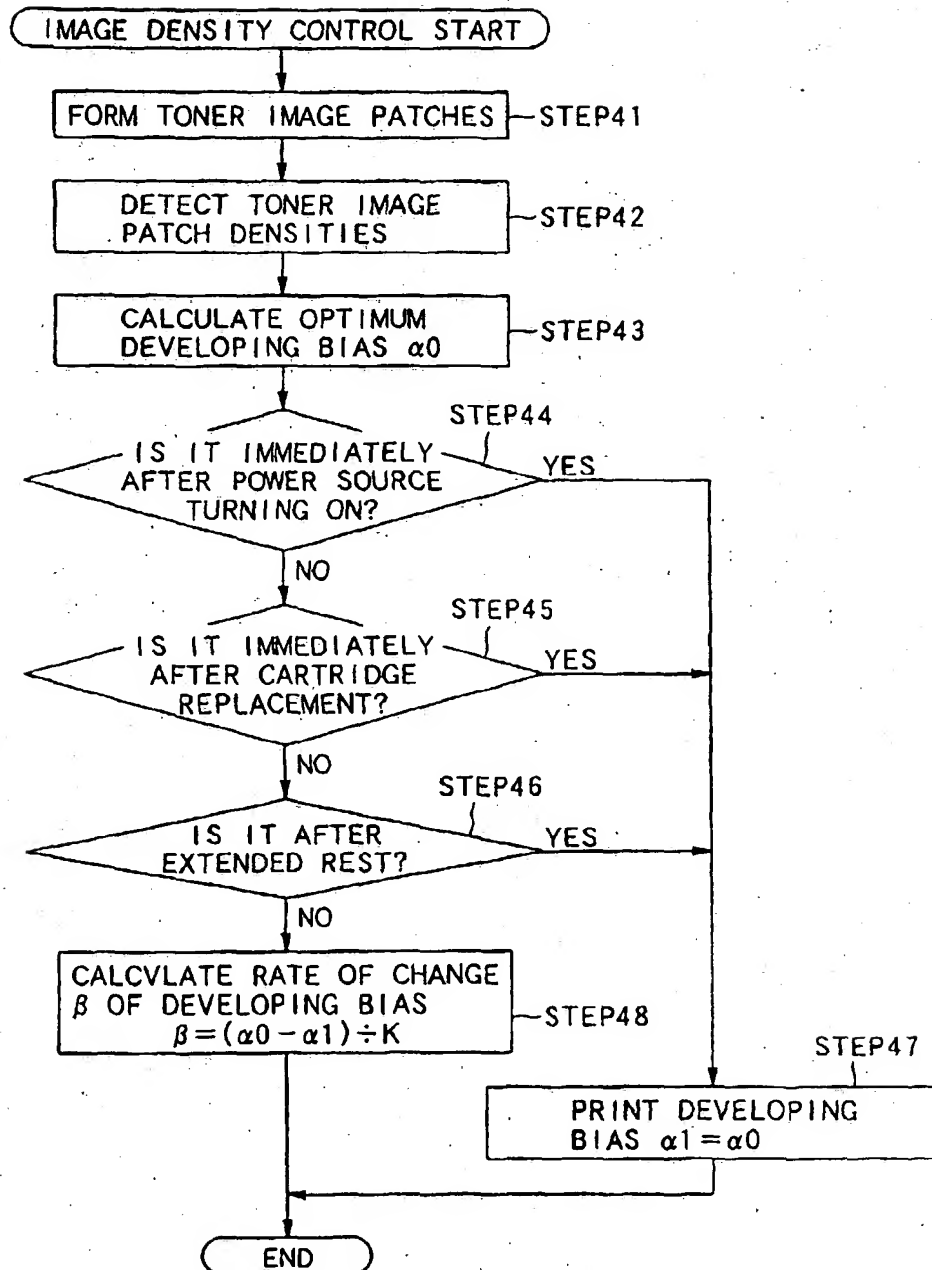 IMAGE DENSITY CONTROL START
FORM TONER IMAGE PATCHES
STEP41
DETECT TONER IMAGE
PATCH DENSITIES
STEP42
CALCULATE OPTIMUM
DEVELOPING BIAS α0
STEP43
STEP44
IS IT IMMEDIATELY
AFTER POWER SOURCE
TURNING ON?
YES
NO
STEP45
IS IT IMMEDIATELY
AFTER CARTRIDGE
REPLACEMENT?
YES
NO
STEP46
IS IT AFTER
EXTENDED REST?
YES
NO
CALCVLATE RATE OF CHANGE
β OF DEVELOPING BIAS
β=(α0-α1)÷K
STEP48
STEP47
PRINT DEVELOPING
BIAS α1=α0
END